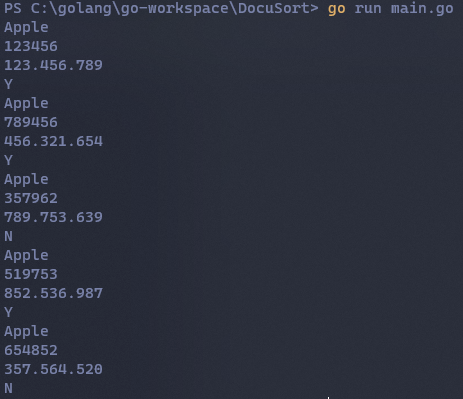 PS C:\golang\go-workspace\DocuSort> go run main.go
Apple
123456
123.456.789
Y
Apple
789456
456.321.654
Y
Apple
357962
789.753.639
N
Apple
519753
852.536.987
Y
Apple
654852
357.564.520
N